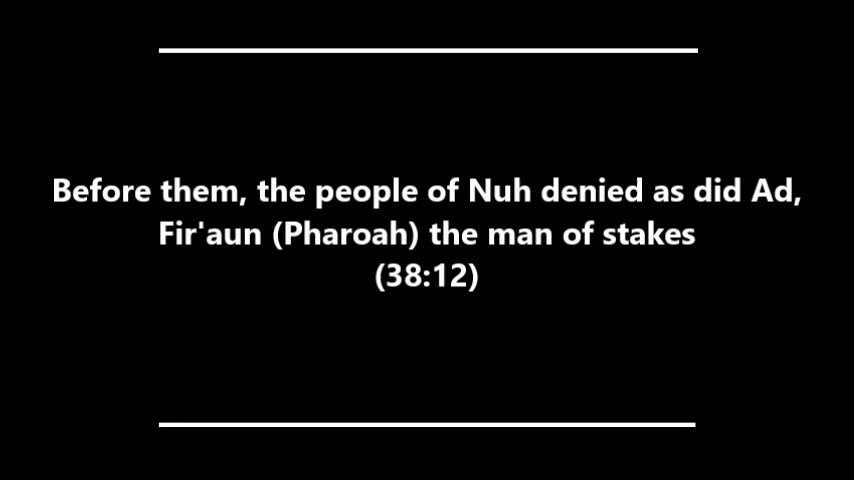 Before them, the people of Nuh denied as did Ad,
Fir'aun (Pharoah) the man of stakes
(38:12)